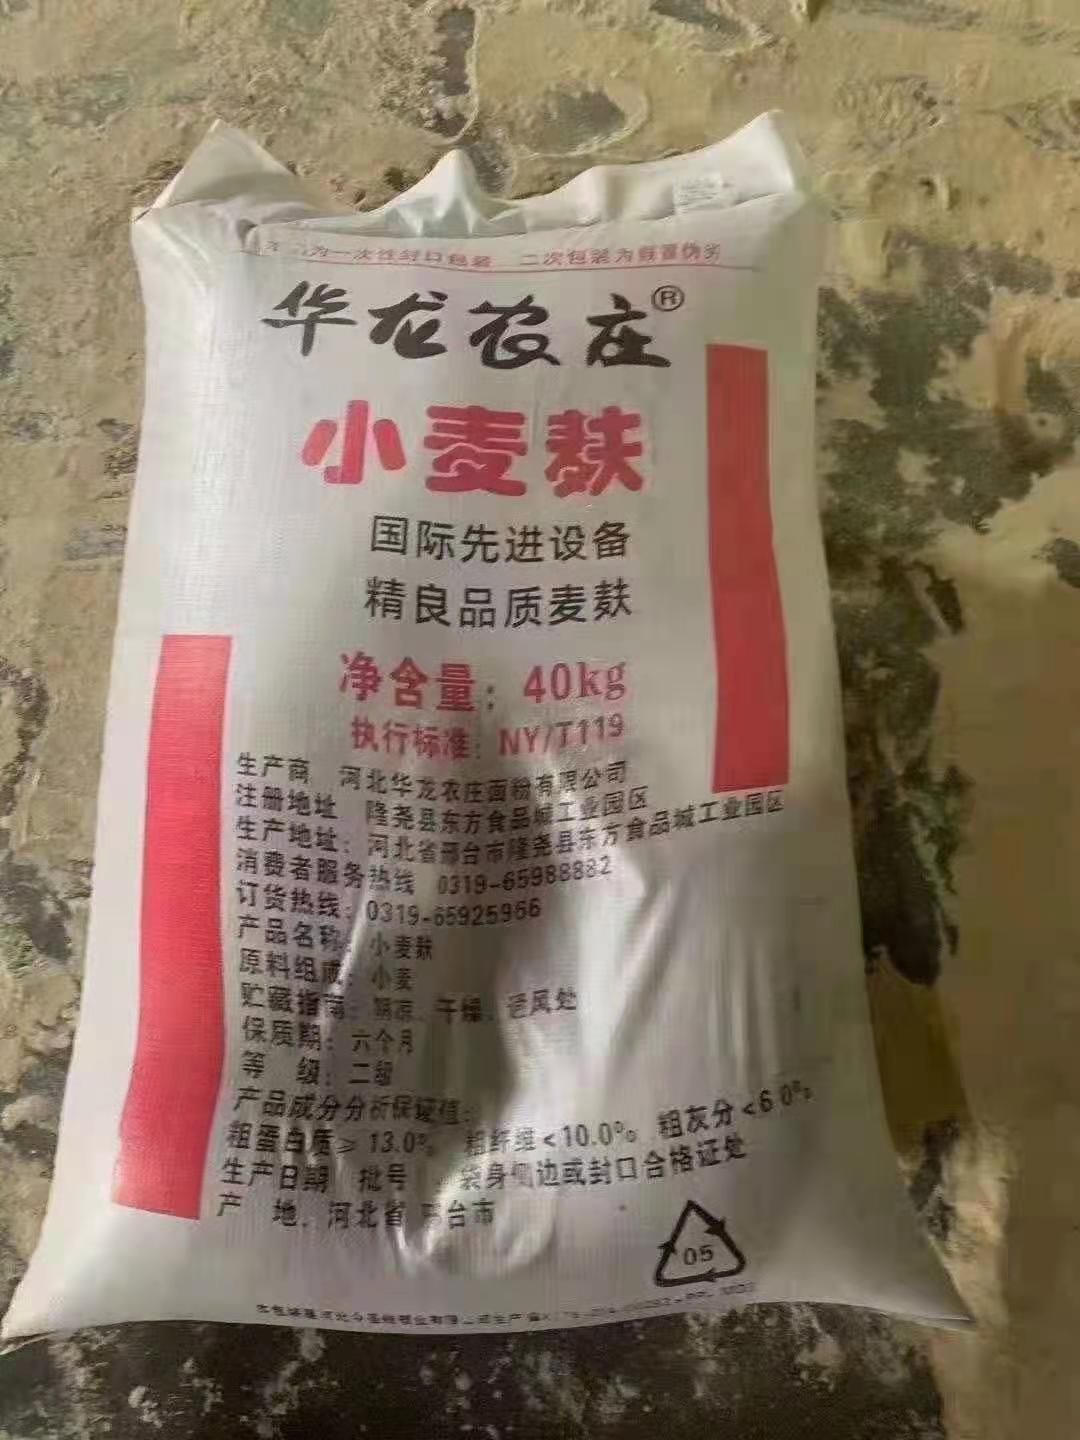 为一次性封口包装 二次包装为假冒伪劣
华龙农庄®
小麦麸
国际先进设备
精良品质麦麸
净含量:40kg
执行标准:NY/T119
生产商 河北华龙农庄面粉有限公司
注册地址 隆尧县东方食品城工业园区
生产地址:河北省邢台市隆尧县东方食品城工业园区
消费者服务热线 0319-65988882
订货热线:0319-65925966
产品名称:小麦麸
原料组成:小麦
贮藏指南:阴凉、干燥、通风处
保质期:六个月
等 级:二级
产品成分分析保证值:
粗蛋白质≥13.0% 粗纤维<10.0% 粗灰分<6.0%
生产日期 批号 袋身侧边或封口合格证处
产 地:河北省 邢台市
05